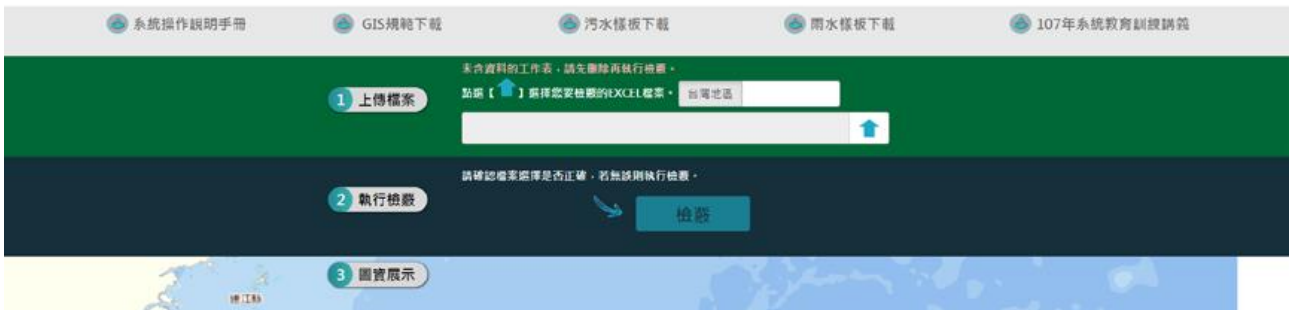 系統操作說明手冊 GIS規範下載 污水樣板下載 雨水樣板下載 107年系統教育訓練講義
未含資料的工作表，請先刪除再執行檢覈。
1 上傳檔案
點選【 】選擇您要檢覈的EXCEL檔案。 台灣地區
請確認檔案選擇是否正確，若無誤則執行檢覈。
2 執行檢覈
檢覈
3 圖資展示
連江縣